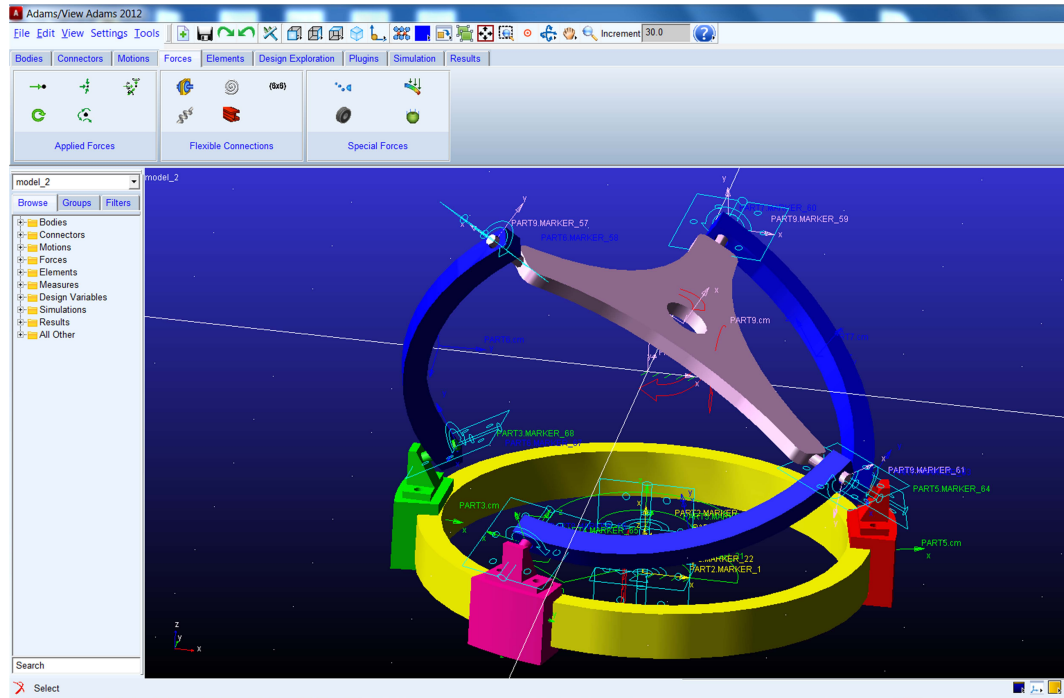 Adams/View Adams 2012
File Edit View Settings Tools
Increment 30.0
Bodies Connectors Motions Forces Elements Design Exploration Plugins Simulation Results
{6x6}
Applied Forces Flexible Connections Special Forces
model_2
model_2
Browse Groups Filters
Bodies
Connectors
Motions
Forces
Elements
Measures
Design Variables
Simulations
Results
All Other
PART9.MARKER_57
PART9.MARKER_59
PART9.cm
PART3.MARKER_68
PART9.MARKER_61
PART5.MARKER_64
PART3.cm
PART5.cm
PART2.MARKER_1
z
y
x
Search
Select